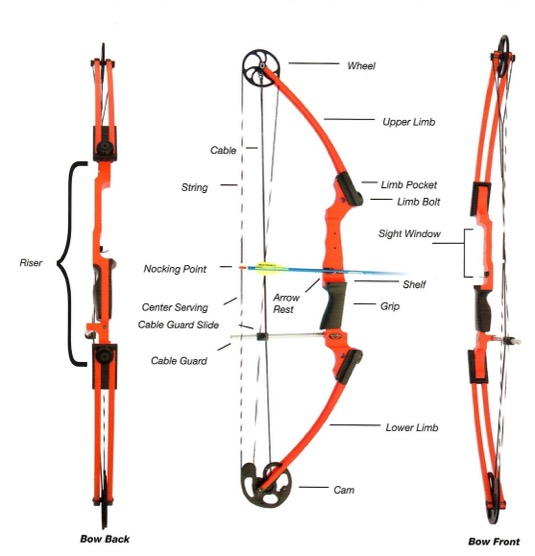 Wheel
Upper Limb
Cable
String
Limb Pocket
Limb Bolt
Sight Window
Riser
Nocking Point
Shelf
Arrow
Rest
Grip
Center Serving
Cable Guard Slide
Cable Guard
Lower Limb
Cam
Bow Back
Bow Front